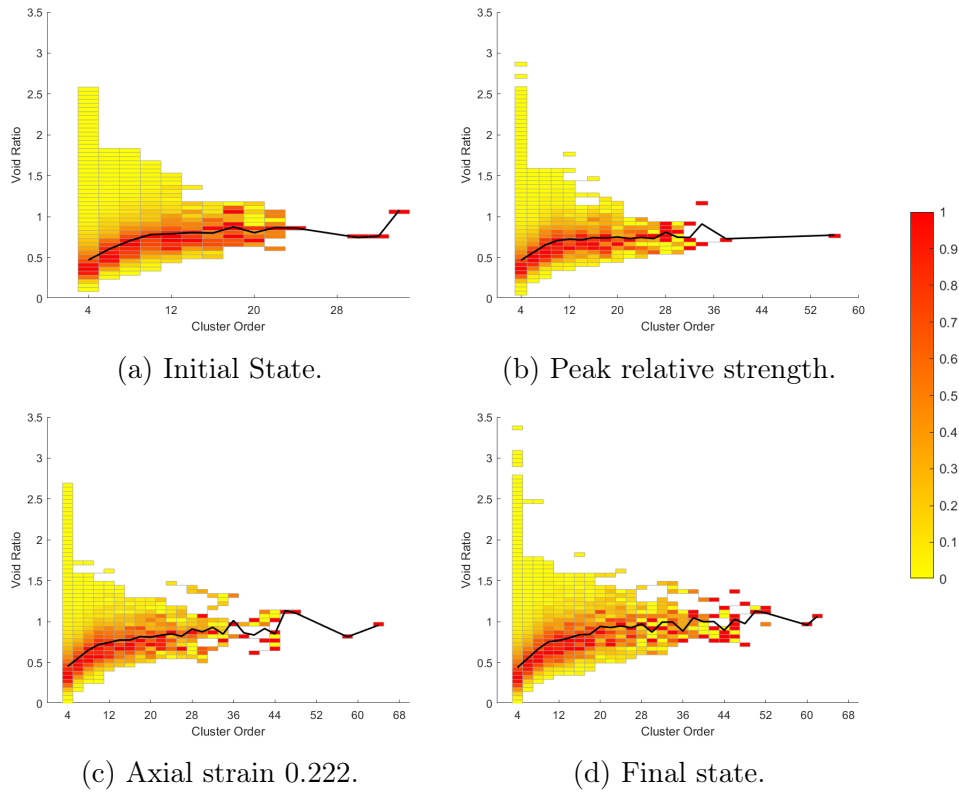 3.5
3
2.5
2
1.5
1
0.5
0
Void Ratio
4 12 20 28
Cluster Order
(a) Initial State.
3.5
3
2.5
2
1.5
1
0.5
0
Void Ratio
4 12 20 28 36 44 52 60
Cluster Order
(b) Peak relative strength.
3.5
3
2.5
2
1.5
1
0.5
0
Void Ratio
4 12 20 28 36 44 52 60 68
Cluster Order
(c) Axial strain 0.222.
3.5
3
2.5
2
1.5
1
0.5
0
Void Ratio
4 12 20 28 36 44 52 60 68
Cluster Order
(d) Final state.
1
0.9
0.8
0.7
0.6
0.5
0.4
0.3
0.2
0.1
0